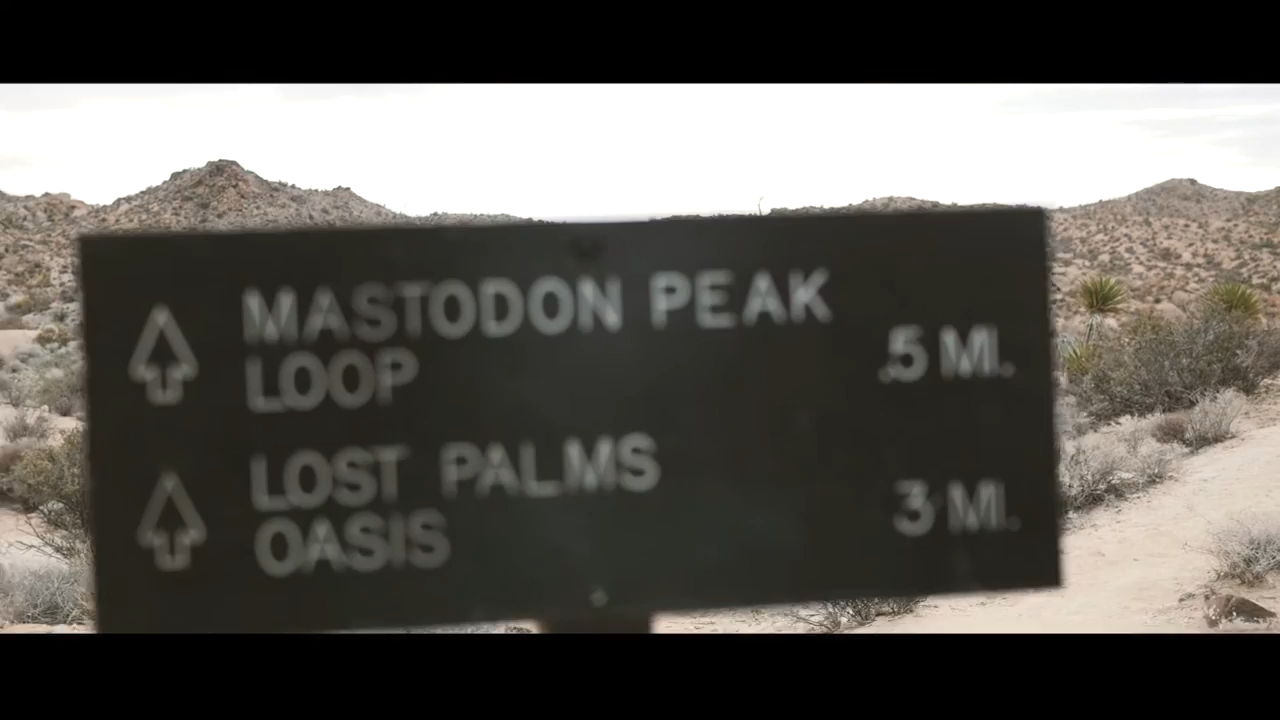 MASTODON PEAK
LOOP
.5 MI.
LOST PALMS
OASIS
3 MI.